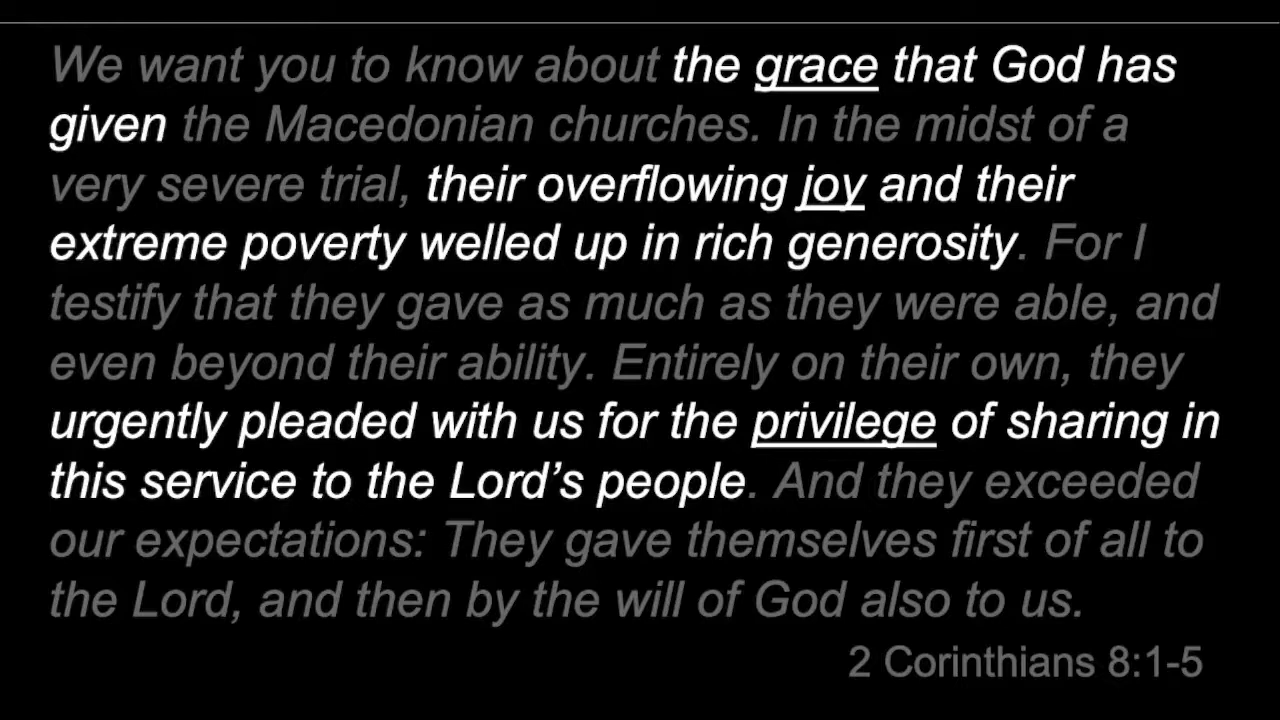 We want you to know about the grace that God has
given the Macedonian churches. In the midst of a
very severe trial, their overflowing joy and their
extreme poverty welled up in rich generosity. For I
testify that they gave as much as they were able, and
even beyond their ability. Entirely on their own, they
urgently pleaded with us for the privilege of sharing in
this service to the Lord’s people. And they exceeded
our expectations: They gave themselves first of all to
the Lord, and then by the will of God also to us.
2 Corinthians 8:1-5